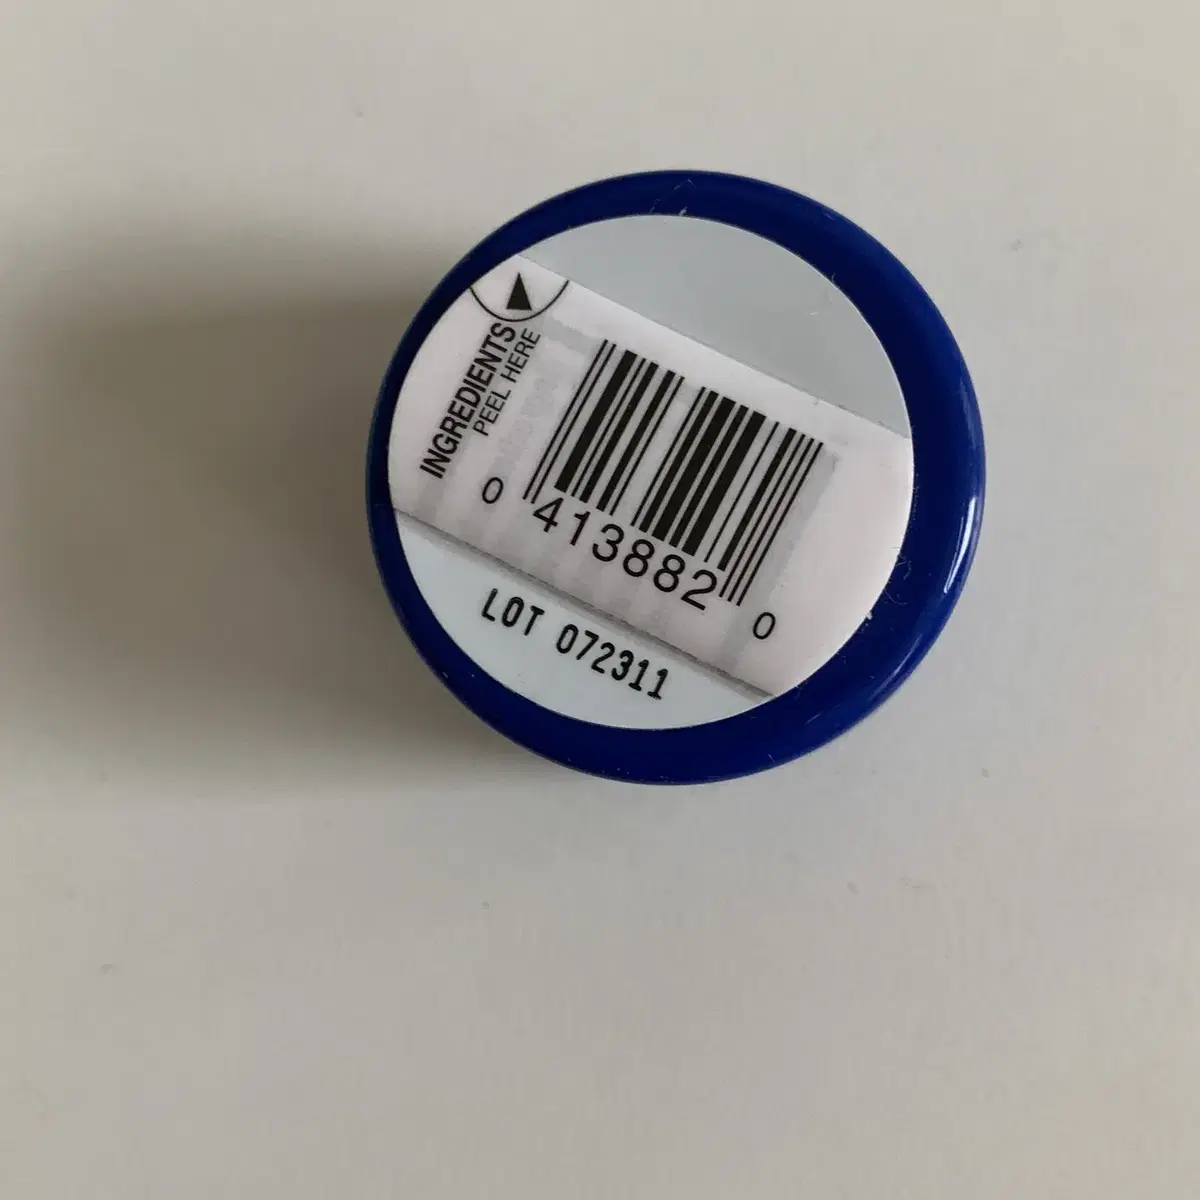 INGREDIENTS
PEEL HERE
0 413882 0
LOT 072311